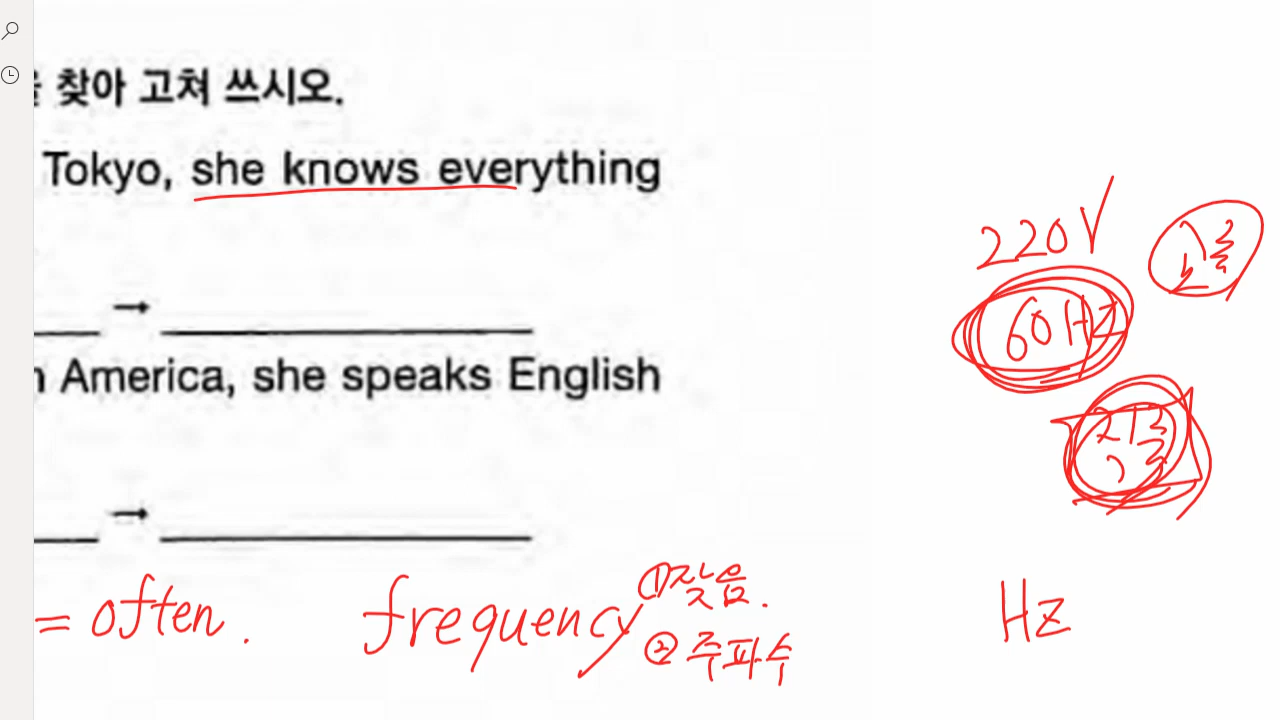 찾아 고쳐 쓰시오.
Tokyo, she knows everything
→
America, she speaks English
→
= often.
frequency ①잦음.
② 주파수
220V
60Hz
Hz